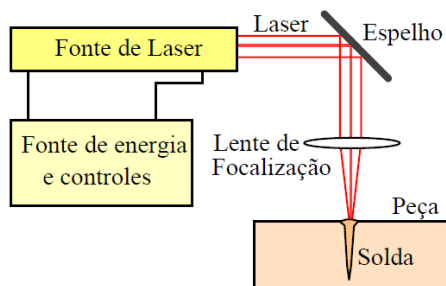 Laser
Espelho
Fonte de Laser
Fonte de energia
e controles
Lente de
Focalização
Peça
Solda